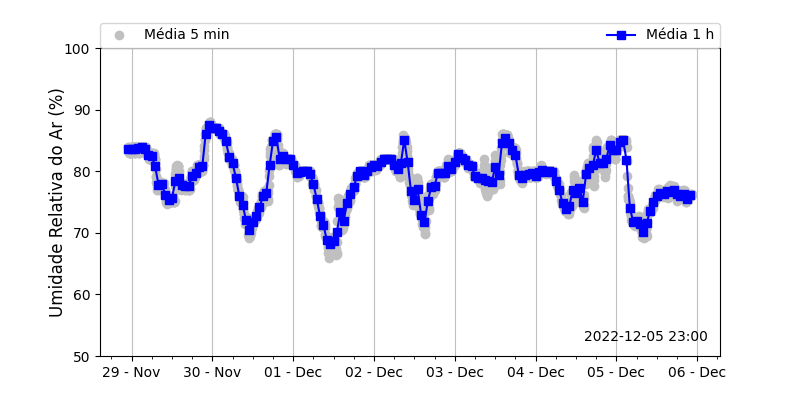 Média 5 min
Média 1 h
Umidade Relativa do Ar (%)
100
90
80
70
60
50
2022-12-05 23:00
29 - Nov
30 - Nov
01 - Dec
02 - Dec
03 - Dec
04 - Dec
05 - Dec
06 - Dec